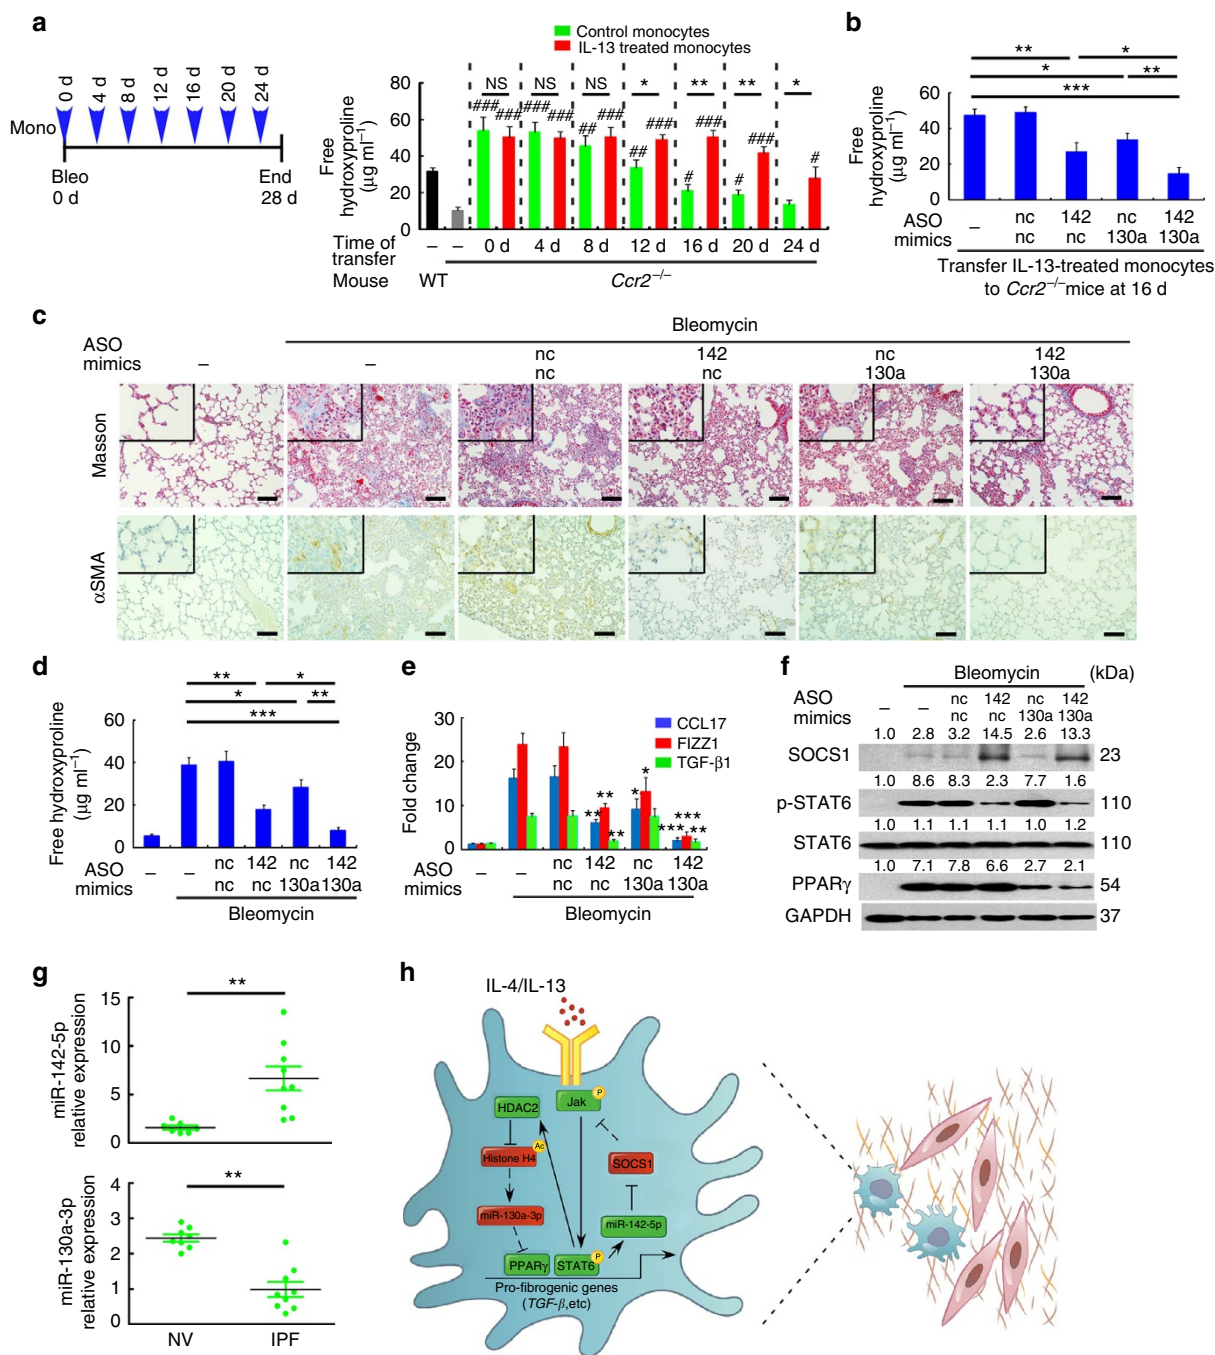 a
0 d
4 d
8 d
12 d
16 d
20 d
24 d
Mono
Bleo
0 d
End
28 d
Control monocytes
IL-13 treated monocytes
NS NS NS * ** ** *
### ### ### ### ## ### ## ### # ### # ### #
Free
hydroxyproline
(μg ml⁻¹)
80
60
40
20
0
Time of
transfer
– – 0 d 4 d 8 d 12 d 16 d 20 d 24 d
Mouse WT Ccr2⁻/⁻
b
** *
* **
***
Free
hydroxyproline
(μg ml⁻¹)
60
40
20
0
ASO – nc 142 nc 142
mimics nc nc 130a 130a
Transfer IL-13-treated monocytes
to Ccr2⁻/⁻mice at 16 d
c
Bleomycin
ASO – – nc 142 nc 142
mimics nc nc 130a 130a
Masson
αSMA
d
** *
* **
***
Free hydroxyproline
(μg ml⁻¹)
60
40
20
0
ASO – – nc 142 nc 142
mimics nc nc 130a 130a
Bleomycin
e
CCL17
FIZZ1
TGF-β1
Fold change
30
20
10
0
** ** ** * * *** *** **
ASO – – nc 142 nc 142
mimics nc nc 130a 130a
Bleomycin
f
Bleomycin (kDa)
ASO – – nc 142 nc 142
mimics nc nc 130a 130a
1.0 2.8 3.2 14.5 2.6 13.3
SOCS1 23
1.0 8.6 8.3 2.3 7.7 1.6
p-STAT6 110
1.0 1.1 1.1 1.1 1.0 1.2
STAT6 110
1.0 7.1 7.8 6.6 2.7 2.1
PPARγ 54
GAPDH 37
g
**
miR-142-5p
relative expression
15
10
5
0
**
miR-130a-3p
relative expression
4
3
2
1
0
NV IPF
h
IL-4/IL-13
HDAC2
Jak
P
Ac
Histone H4
SOCS1
miR-130a-3p
miR-142-5p
PPARγ
STAT6
P
Pro-fibrogenic genes
(TGF-β,etc)